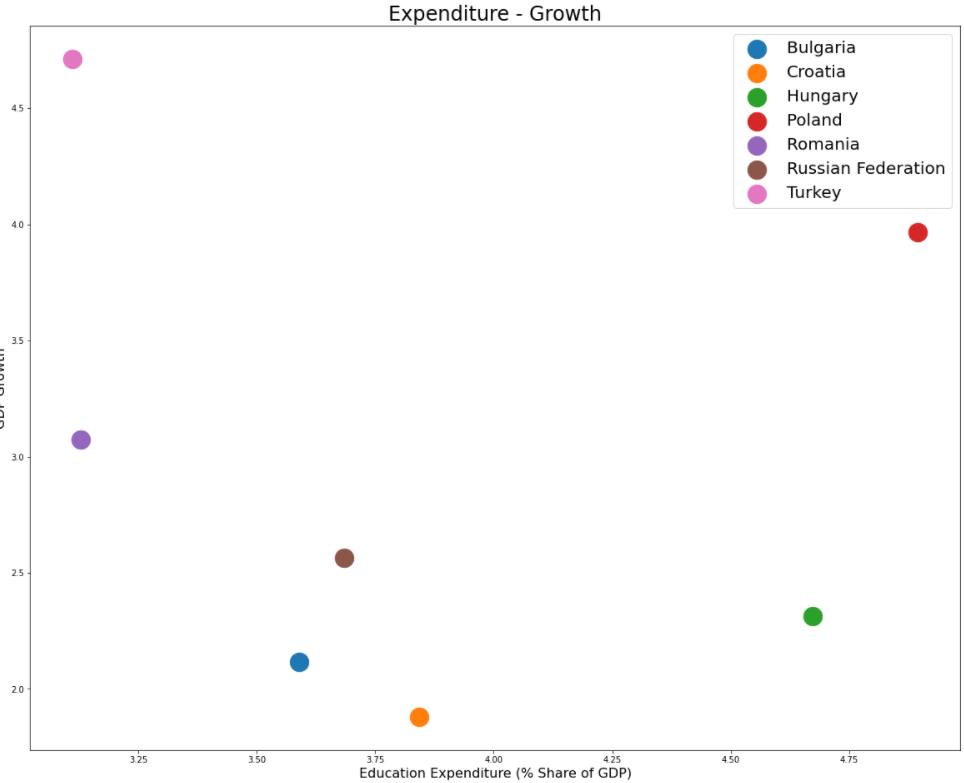 Expenditure - Growth
Bulgaria
Croatia
Hungary
Poland
Romania
Russian Federation
Turkey
4.5
4.0
3.5
3.0
2.5
2.0
GDP Growth
3.25 3.50 3.75 4.00 4.25 4.50 4.75
Education Expenditure (% Share of GDP)